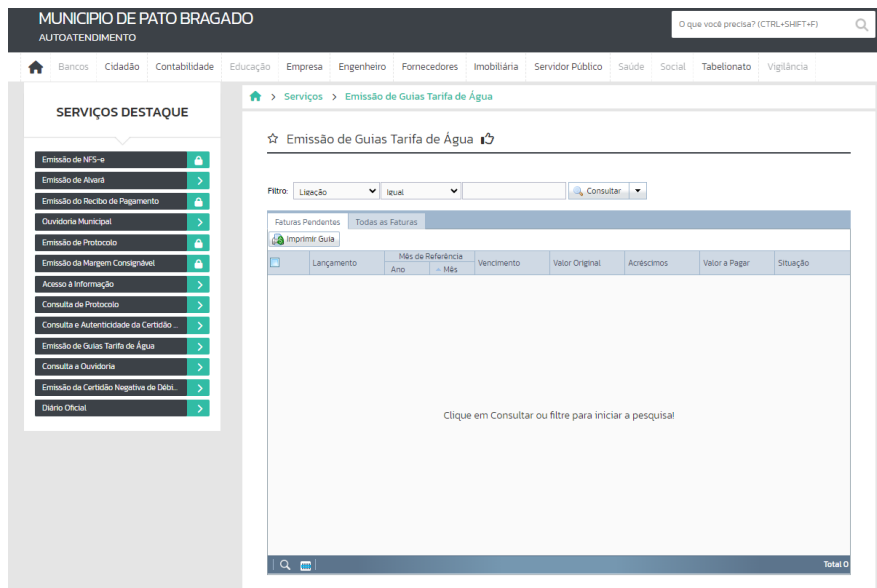 MUNICIPIO DE PATO BRAGADO
AUTOATENDIMENTO
O que você precisa? (CTRL+SHIFT+F)
Bancos Cidadão Contabilidade Educação Empresa Engenheiro Fornecedores Imobiliária Servidor Público Saúde Social Tabelionato Vigilância
SERVIÇOS DESTAQUE
Emissão de NFS-e
Emissão de Alvará
Emissão do Recibo de Pagamento
Ouvidoria Municipal
Emissão de Protocolo
Emissão da Margem Consignável
Acesso à Informação
Consulta de Protocolo
Consulta e Autenticidade da Certidão ...
Emissão de Guias Tarifa de Água
Consulta a Ouvidoria
Emissão da Certidão Negativa de Débi...
Diário Oficial
> Serviços > Emissão de Guias Tarifa de Água
Emissão de Guias Tarifa de Água
Filtro: Ligação Igual Consultar
Faturas Pendentes Todas as Faturas
Imprimir Guia
Lançamento Mês de Referência Vencimento Valor Original Acréscimos Valor a Pagar Situação
Ano Mês
Clique em Consultar ou filtre para iniciar a pesquisa!
Total 0